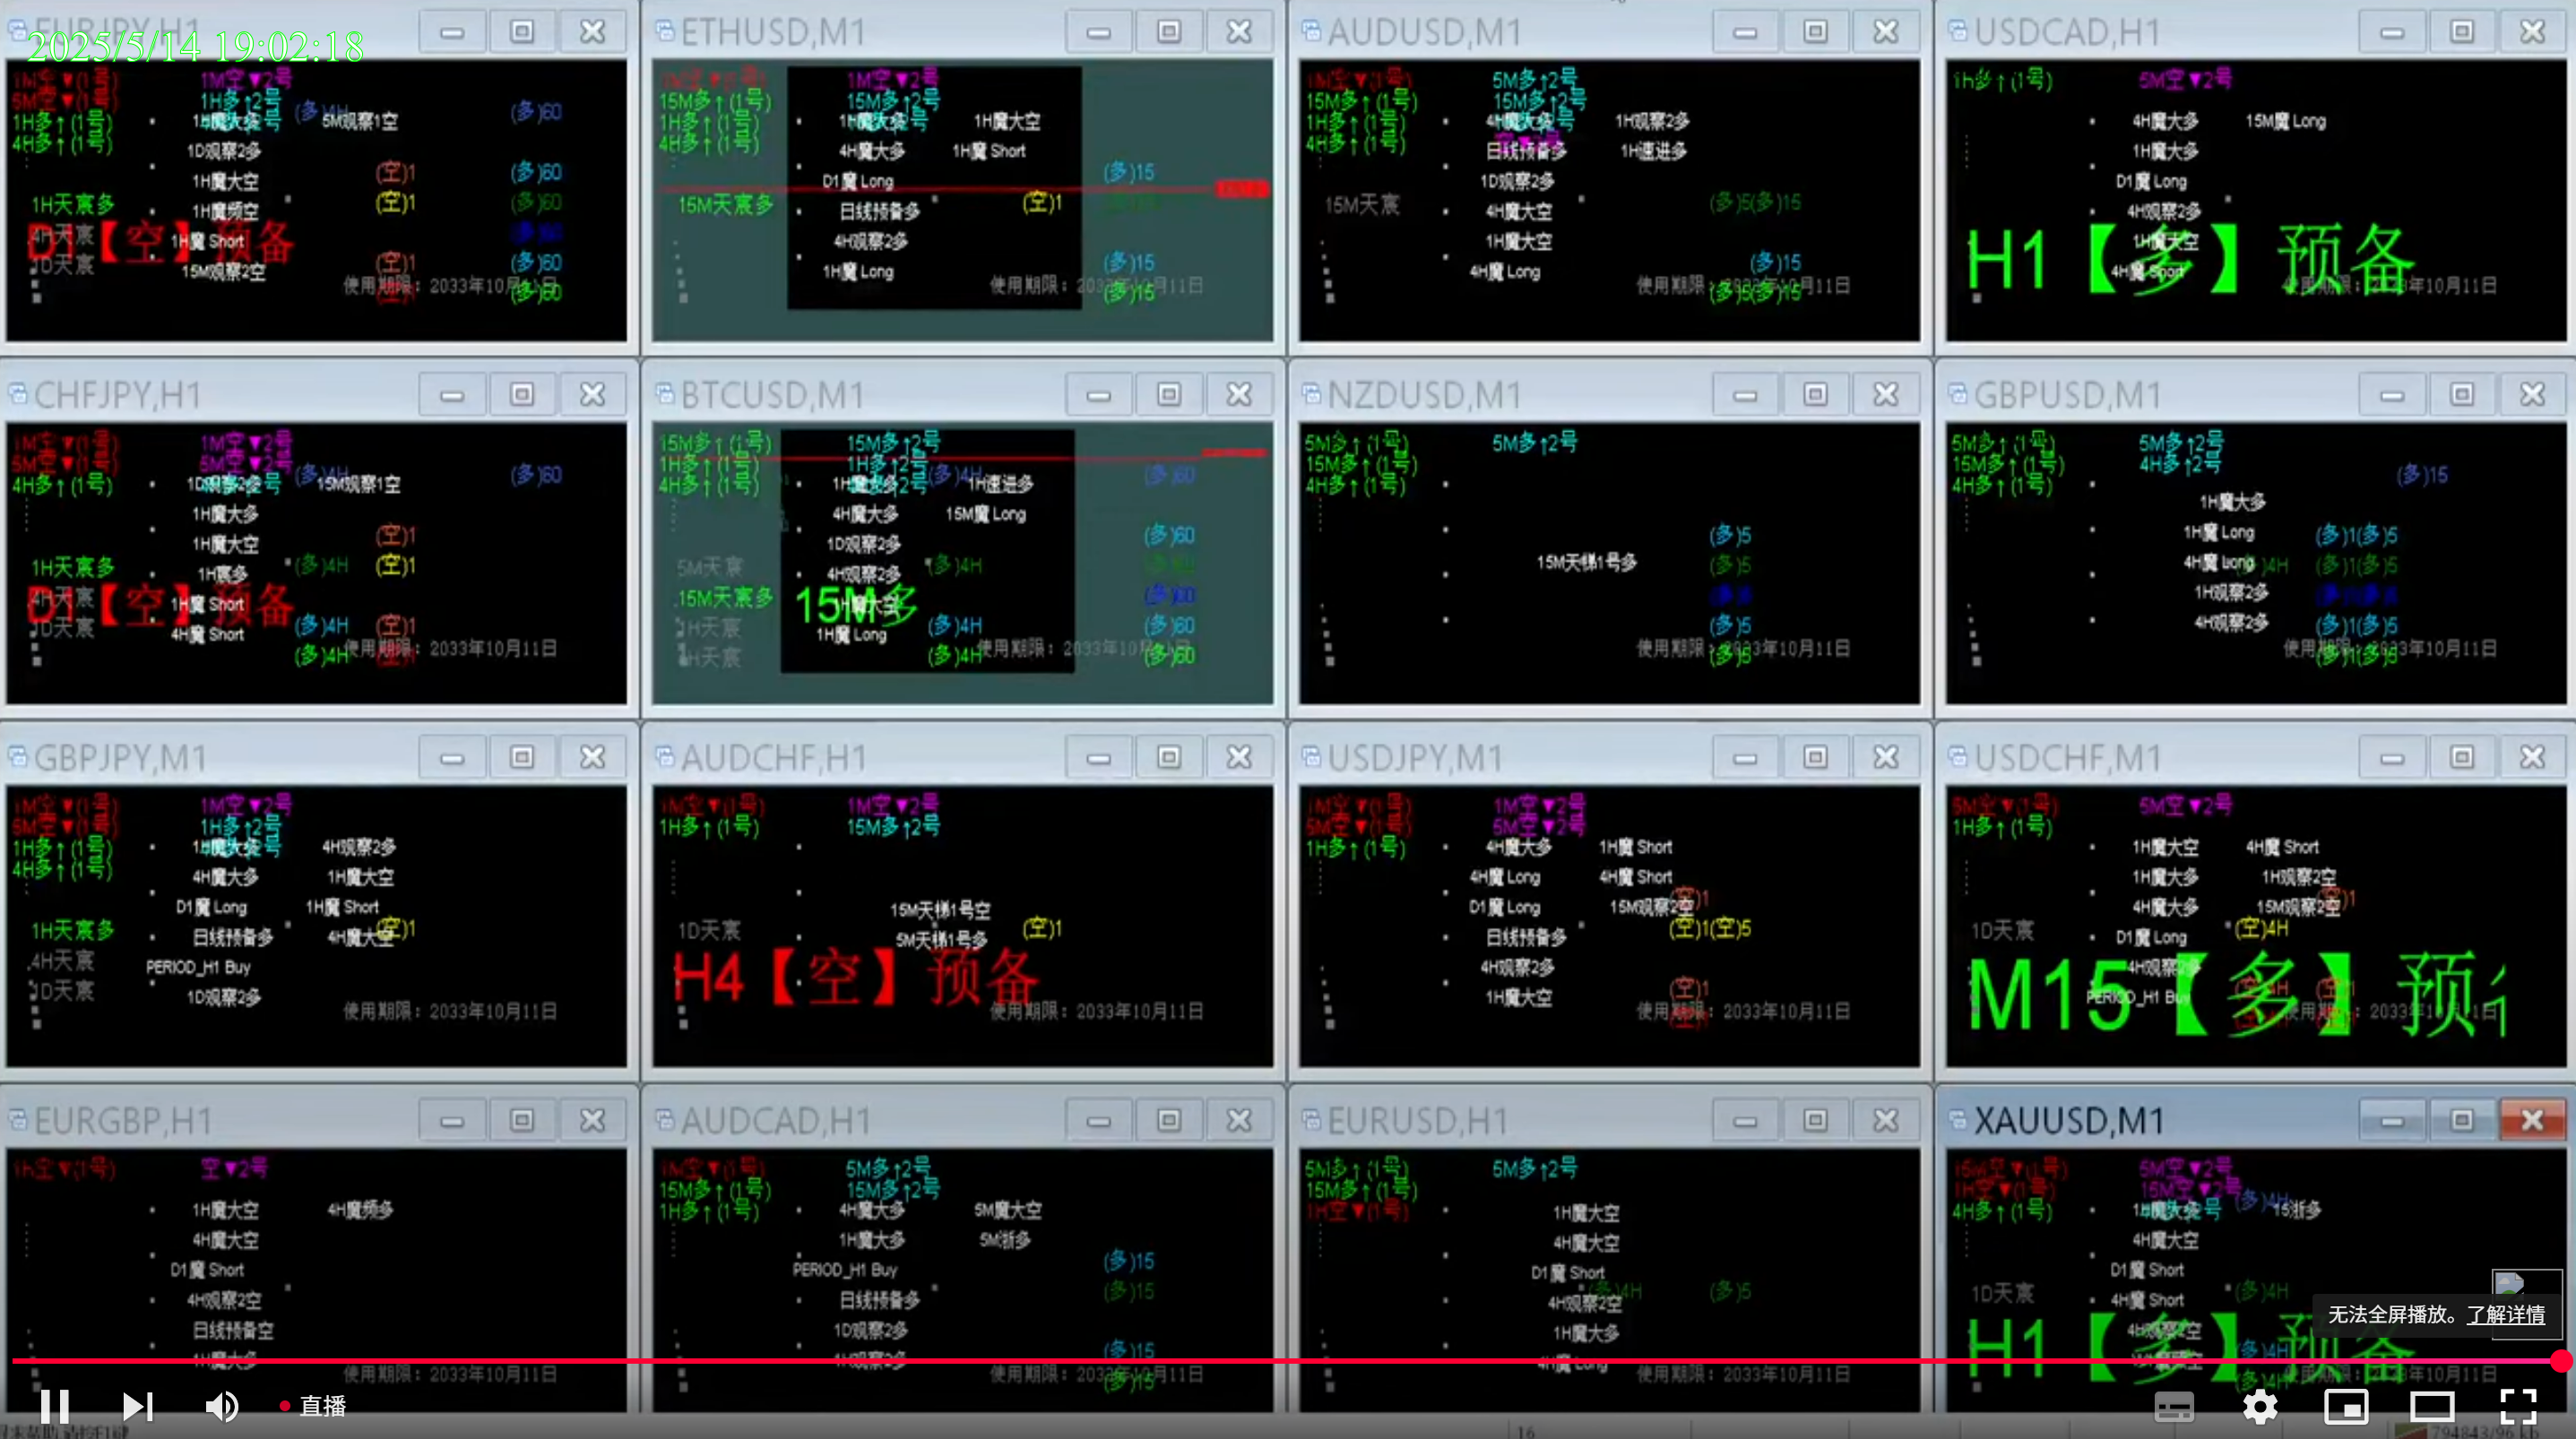 EURJPY,H1
2025/5/14 19:02:18
1M空▼(1号) 1M空▼2号
5M空▼(1号) 1H多↑2号
1H多↑(1号) 1H魔大多 5M观察1空 (多)60
4H多↑(1号) 1D观察2多
1H魔大空 (空)1 (多)60
1H天宸多 1H魔频空 (空)1 (多)60
4H天宸 1H魔 Short
D1【空】预备
1D天宸 15M观察2空 (空)1 (多)60
使用期限：2033年10月11日
(多)60
ETHUSD,M1
1M空▼(1号) 1M空▼2号
15M多↑(1号) 15M多↑2号
1H多↑(1号) 1H魔大多 1H魔大空
4H多↑(1号) 4H魔大多 1H魔 Short
D1魔 Long (多)15
15M天宸多 日线预备多 (空)1
4H观察2多
1H魔 Long (多)15
使用期限：2033年10月11日
(多)15
AUDUSD,M1
1M空▼(1号) 5M多↑2号
15M多↑(1号) 15M多↑2号
1H多↑(1号) 4H魔大多 1H观察2多
4H多↑(1号) 日线预备多 1H速进多
1D观察2多
15M天宸 4H魔大空 (多)5(多)15
1H魔大空
4H魔 Long (多)15
使用期限：2033年10月11日
(多)5(多)15
USDCAD,H1
1h多↑(1号) 5M空▼2号
4H魔大多 15M魔 Long
1H魔大多
D1魔 Long
4H观察2多
1H魔大空
H1【多】预备
4H魔 Short
使用期限：2033年10月11日
CHFJPY,H1
1M空▼(1号) 1M空▼2号
5M空▼(1号) 5M空▼2号
4H多↑(1号) 1D观察2多 (多)4H 15M观察1空 (多)60
1H魔大多
1H魔大空 (空)1
1H天宸多 1H宸多 (多)4H (空)1
4H天宸 1H魔 Short
D1【空】预备
1D天宸 4H魔 Short (多)4H (空)1
(多)4H 使用期限：2033年10月11日
BTCUSD,M1
15M多↑(1号) 15M多↑2号
1H多↑(1号) 1H多↑2号
4H多↑(1号) 1H魔大多 (多)4H 1H速进多 (多)60
4H魔大多 15M魔 Long
1D观察2多 (多)60
5M天宸 4H观察2多 (多)4H
15M天宸多 1H魔大空 (多)60
15M多
1H天宸 1H魔 Long (多)4H (多)60
4H天宸 (多)4H 使用期限：2033年10月11日
(多)60
NZDUSD,M1
5M多↑(1号) 5M多↑2号
15M多↑(1号)
4H多↑(1号)
(多)5
15M天梯1号多 (多)5
(多)5
使用期限：2033年10月11日
(多)5
GBPUSD,M1
5M多↑(1号) 5M多↑2号
15M多↑(1号) 4H多↑2号
4H多↑(1号) (多)15
1H魔大多
1H魔 Long (多)1(多)5
4H魔 Long (多)1(多)5
1H观察2多
4H观察2多 (多)1(多)5
使用期限：2033年10月11日
(多)1(多)5
GBPJPY,M1
1M空▼(1号) 1M空▼2号
5M空▼(1号) 1H多↑2号
1H多↑(1号) 1H魔大多 4H观察2多
4H多↑(1号) 4H魔大多 1H魔大空
D1魔 Long 1H魔 Short
1H天宸多 日线预备多 4H魔大空 (空)1
4H天宸 PERIOD_H1 Buy
1D天宸 1D观察2多
使用期限：2033年10月11日
AUDCHF,H1
1M空▼(1号) 1M空▼2号
1H多↑(1号) 15M多↑2号
15M天梯1号空
1D天宸 5M天梯1号多 (空)1
H4【空】预备
使用期限：2033年10月11日
USDJPY,M1
1M空▼(1号) 1M空▼2号
5M空▼(1号) 5M空▼2号
1H多↑(1号) 4H魔大多 1H魔 Short
4H魔 Long 4H魔 Short
D1魔 Long 15M观察2空 (空)1
日线预备多 (空)1(空)5
4H观察2多
1H魔大空 (空)1
使用期限：2033年10月11日
USDCHF,M1
5M空▼(1号) 5M空▼2号
1H多↑(1号)
1H魔大空 4H魔 Short
1H魔大多 1H观察2空
4H魔大多 15M观察2空
1D天宸 D1魔 Long (空)4H
4H观察2多
M15【多】预
PERIOD_H1 Buy
使用期限：2033年10月11日
EURGBP,H1
1h空▼(1号) 空▼2号
1H魔大空 4H魔频多
4H魔大空
D1魔 Short
4H观察2空
日线预备空
1H魔大多
使用期限：2033年10月11日
AUDCAD,H1
1M空▼(1号) 5M多↑2号
15M多↑(1号) 15M多↑2号
1H多↑(1号) 4H魔大多 5M魔大空
1H魔大多 5M浙多
PERIOD_H1 Buy (多)15
日线预备多 (多)15
1D观察2多
1H观察2多 (多)15
使用期限：2033年10月11日
(多)15
EURUSD,H1
5M多↑(1号) 5M多↑2号
15M多↑(1号)
1H空▼(1号) 1H魔大空
4H魔大空
D1魔 Short
4H观察2空 (多)4H (多)5
1H魔大多
4H魔 Long
使用期限：2033年10月11日
XAUUSD,M1
15M空▼(1号) 5M空▼2号
1H空▼(1号) 15M空▼2号
4H多↑(1号) 1H魔大多 (多)4H 15浙多
4H魔大空
D1魔 Short
1D天宸 4H魔 Short (多)4H
4H观察2空
H1【多】预备
(多)4H
使用期限：2033年10月11日
无法全屏播放。了解详情
直播
16
794843/96 kb